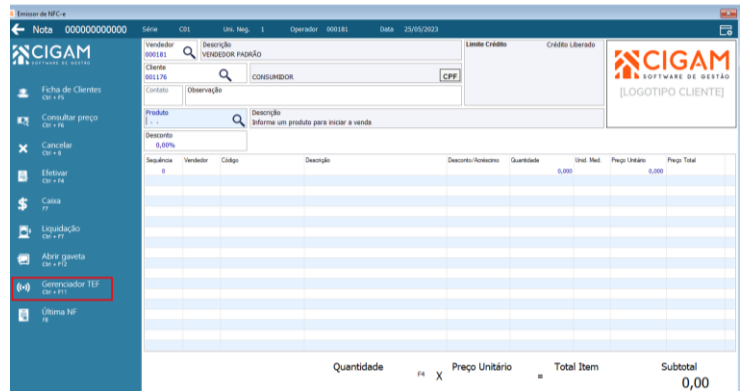 Emissor de NFC-e
Nota 000000000000 Série C01 Uni. Neg. 1 Operador 000181 Data 25/05/2023
CIGAM
SOFTWARE DE GESTÃO
Ficha de Clientes
Ctrl + F5
Consultar preço
Ctrl + F6
Cancelar
Ctrl + 8
Efetivar
Ctrl + F4
Caixa
F7
Liquidação
Ctrl + F7
Abrir gaveta
Ctrl + F12
Gerenciador TEF
Ctrl + F11
Última NF
F8
Vendedor Descrição
000181 VENDEDOR PADRÃO
Cliente
001176 CONSUMIDOR CPF
Contato Observação
Produto Descrição
. . Informe um produto para iniciar a venda
Desconto
0,00%
Limite Crédito Crédito Liberado
CIGAM
SOFTWARE DE GESTÃO
[LOGOTIPO CLIENTE]
Sequência Vendedor Código Descrição Desconto/Acréscimo Quantidade Unid. Med. Preço Unitário Preço Total
0 0,000 0,000
Quantidade F4 X Preço Unitário = Total Item Subtotal
0,00